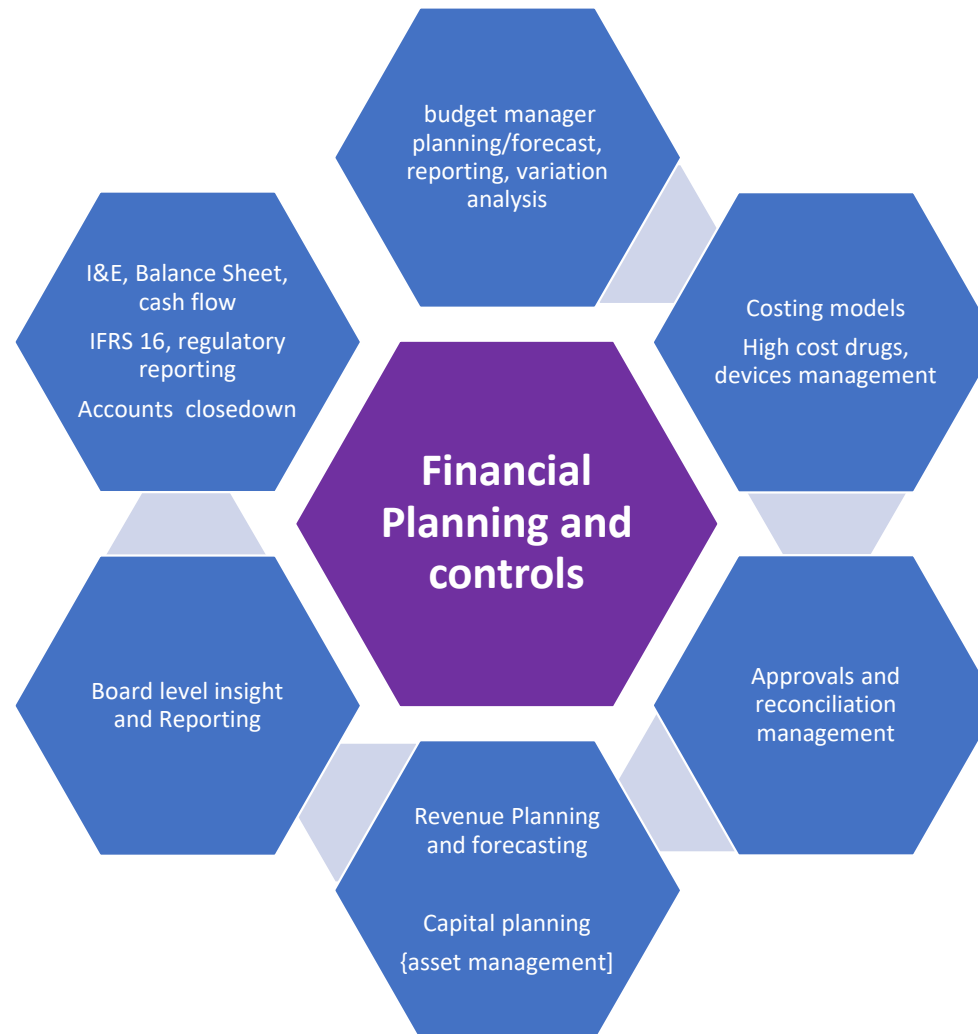 budget manager
planning/forecast,
reporting, variation
analysis
Costing models
High cost drugs,
devices management
Approvals and
reconciliation
management
Revenue Planning
and forecasting
Capital planning
{asset management]
Board level insight
and Reporting
I&E, Balance Sheet,
cash flow
IFRS 16, regulatory
reporting
Accounts  closedown
Financial
Planning and
controls